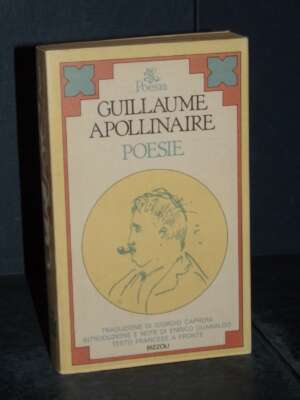 Poesia
GUILLAUME
APOLLINAIRE
POESIE
TRADUZIONE DI GIORGIO CAPRONI
INTRODUZIONE E NOTE DI ENRICO GUARALDO
TESTO FRANCESE A FRONTE
RIZZOLI